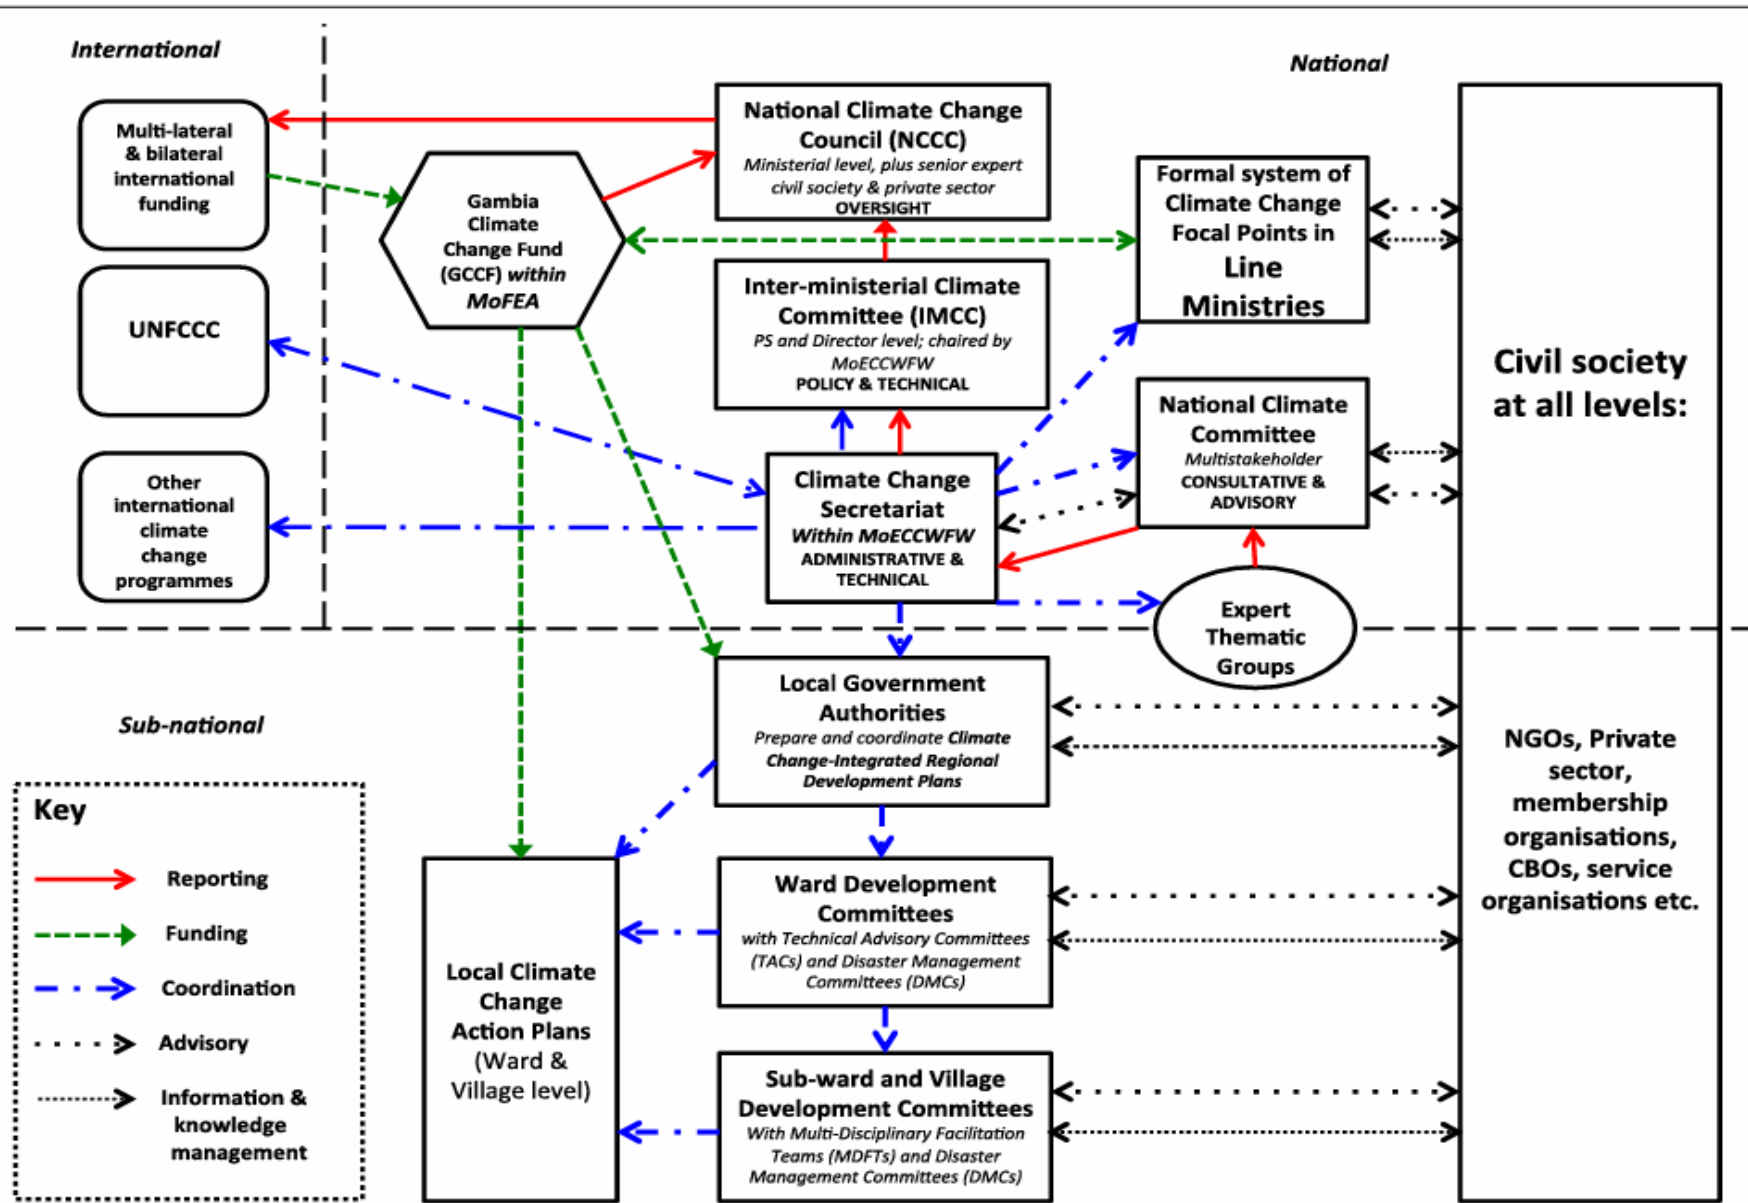 International
National
Multi-lateral
& bilateral
international
funding
UNFCCC
Other
international
climate
change
programmes
Gambia
Climate
Change Fund
(GCCF) within
MoFEA
National Climate Change
Council (NCCC)
Ministerial level, plus senior expert
civil society & private sector
OVERSIGHT
Inter-ministerial Climate
Committee (IMCC)
PS and Director level; chaired by
MoECCWFW
POLICY & TECHNICAL
Climate Change
Secretariat
Within MoECCWFW
ADMINISTRATIVE &
TECHNICAL
Formal system of
Climate Change
Focal Points in
Line
Ministries
National Climate
Committee
Multistakeholder
CONSULTATIVE &
ADVISORY
Expert
Thematic
Groups
Civil society
at all levels:
NGOs, Private
sector,
membership
organisations,
CBOs, service
organisations etc.
Sub-national
Local Government
Authorities
Prepare and coordinate Climate
Change-Integrated Regional
Development Plans
Ward Development
Committees
with Technical Advisory Committees
(TACs) and Disaster Management
Committees (DMCs)
Sub-ward and Village
Development Committees
With Multi-Disciplinary Facilitation
Teams (MDFTs) and Disaster
Management Committees (DMCs)
Local Climate
Change
Action Plans
(Ward &
Village level)
Key
Reporting
Funding
Coordination
Advisory
Information &
knowledge
management